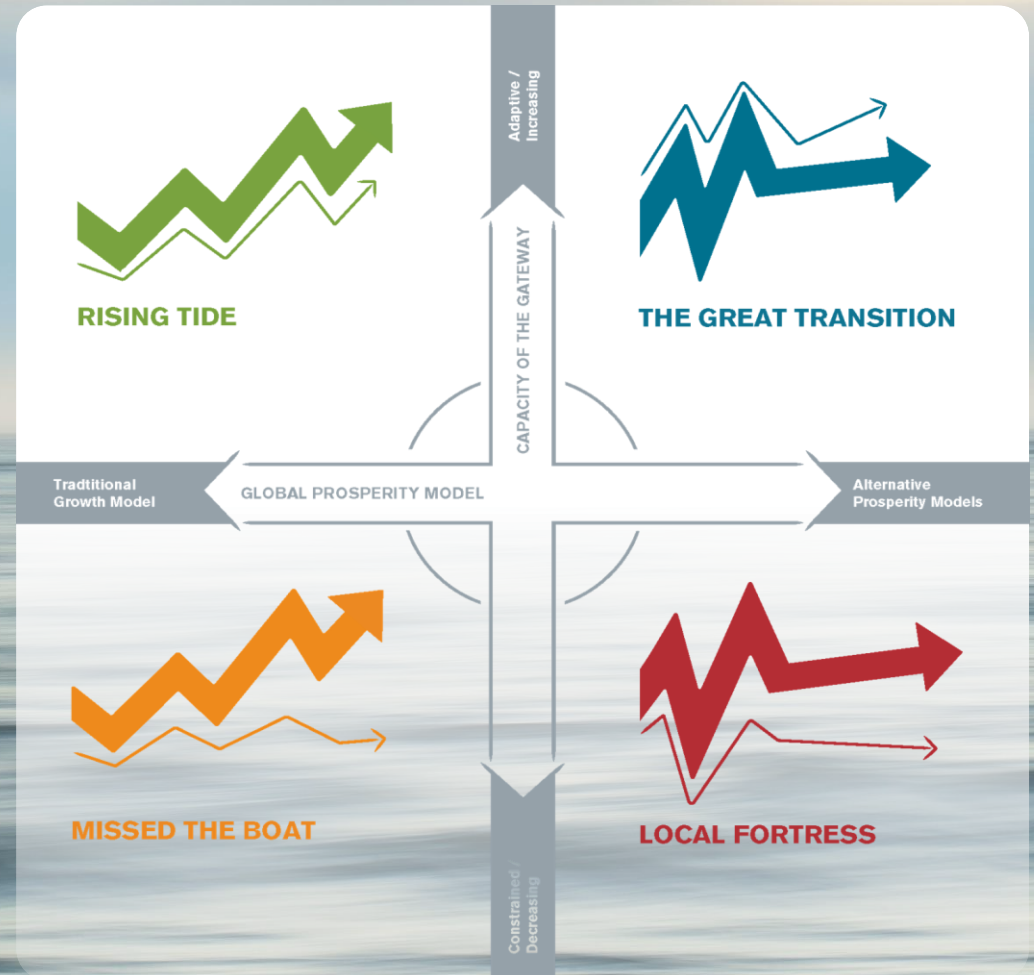 Adaptive /
Increasing
RISING TIDE
THE GREAT TRANSITION
CAPACITY OF THE GATEWAY
Tradtitional
Growth Model
GLOBAL PROSPERITY MODEL
Alternative
Prosperity Models
MISSED THE BOAT
LOCAL FORTRESS
Constrained /
Decreasing